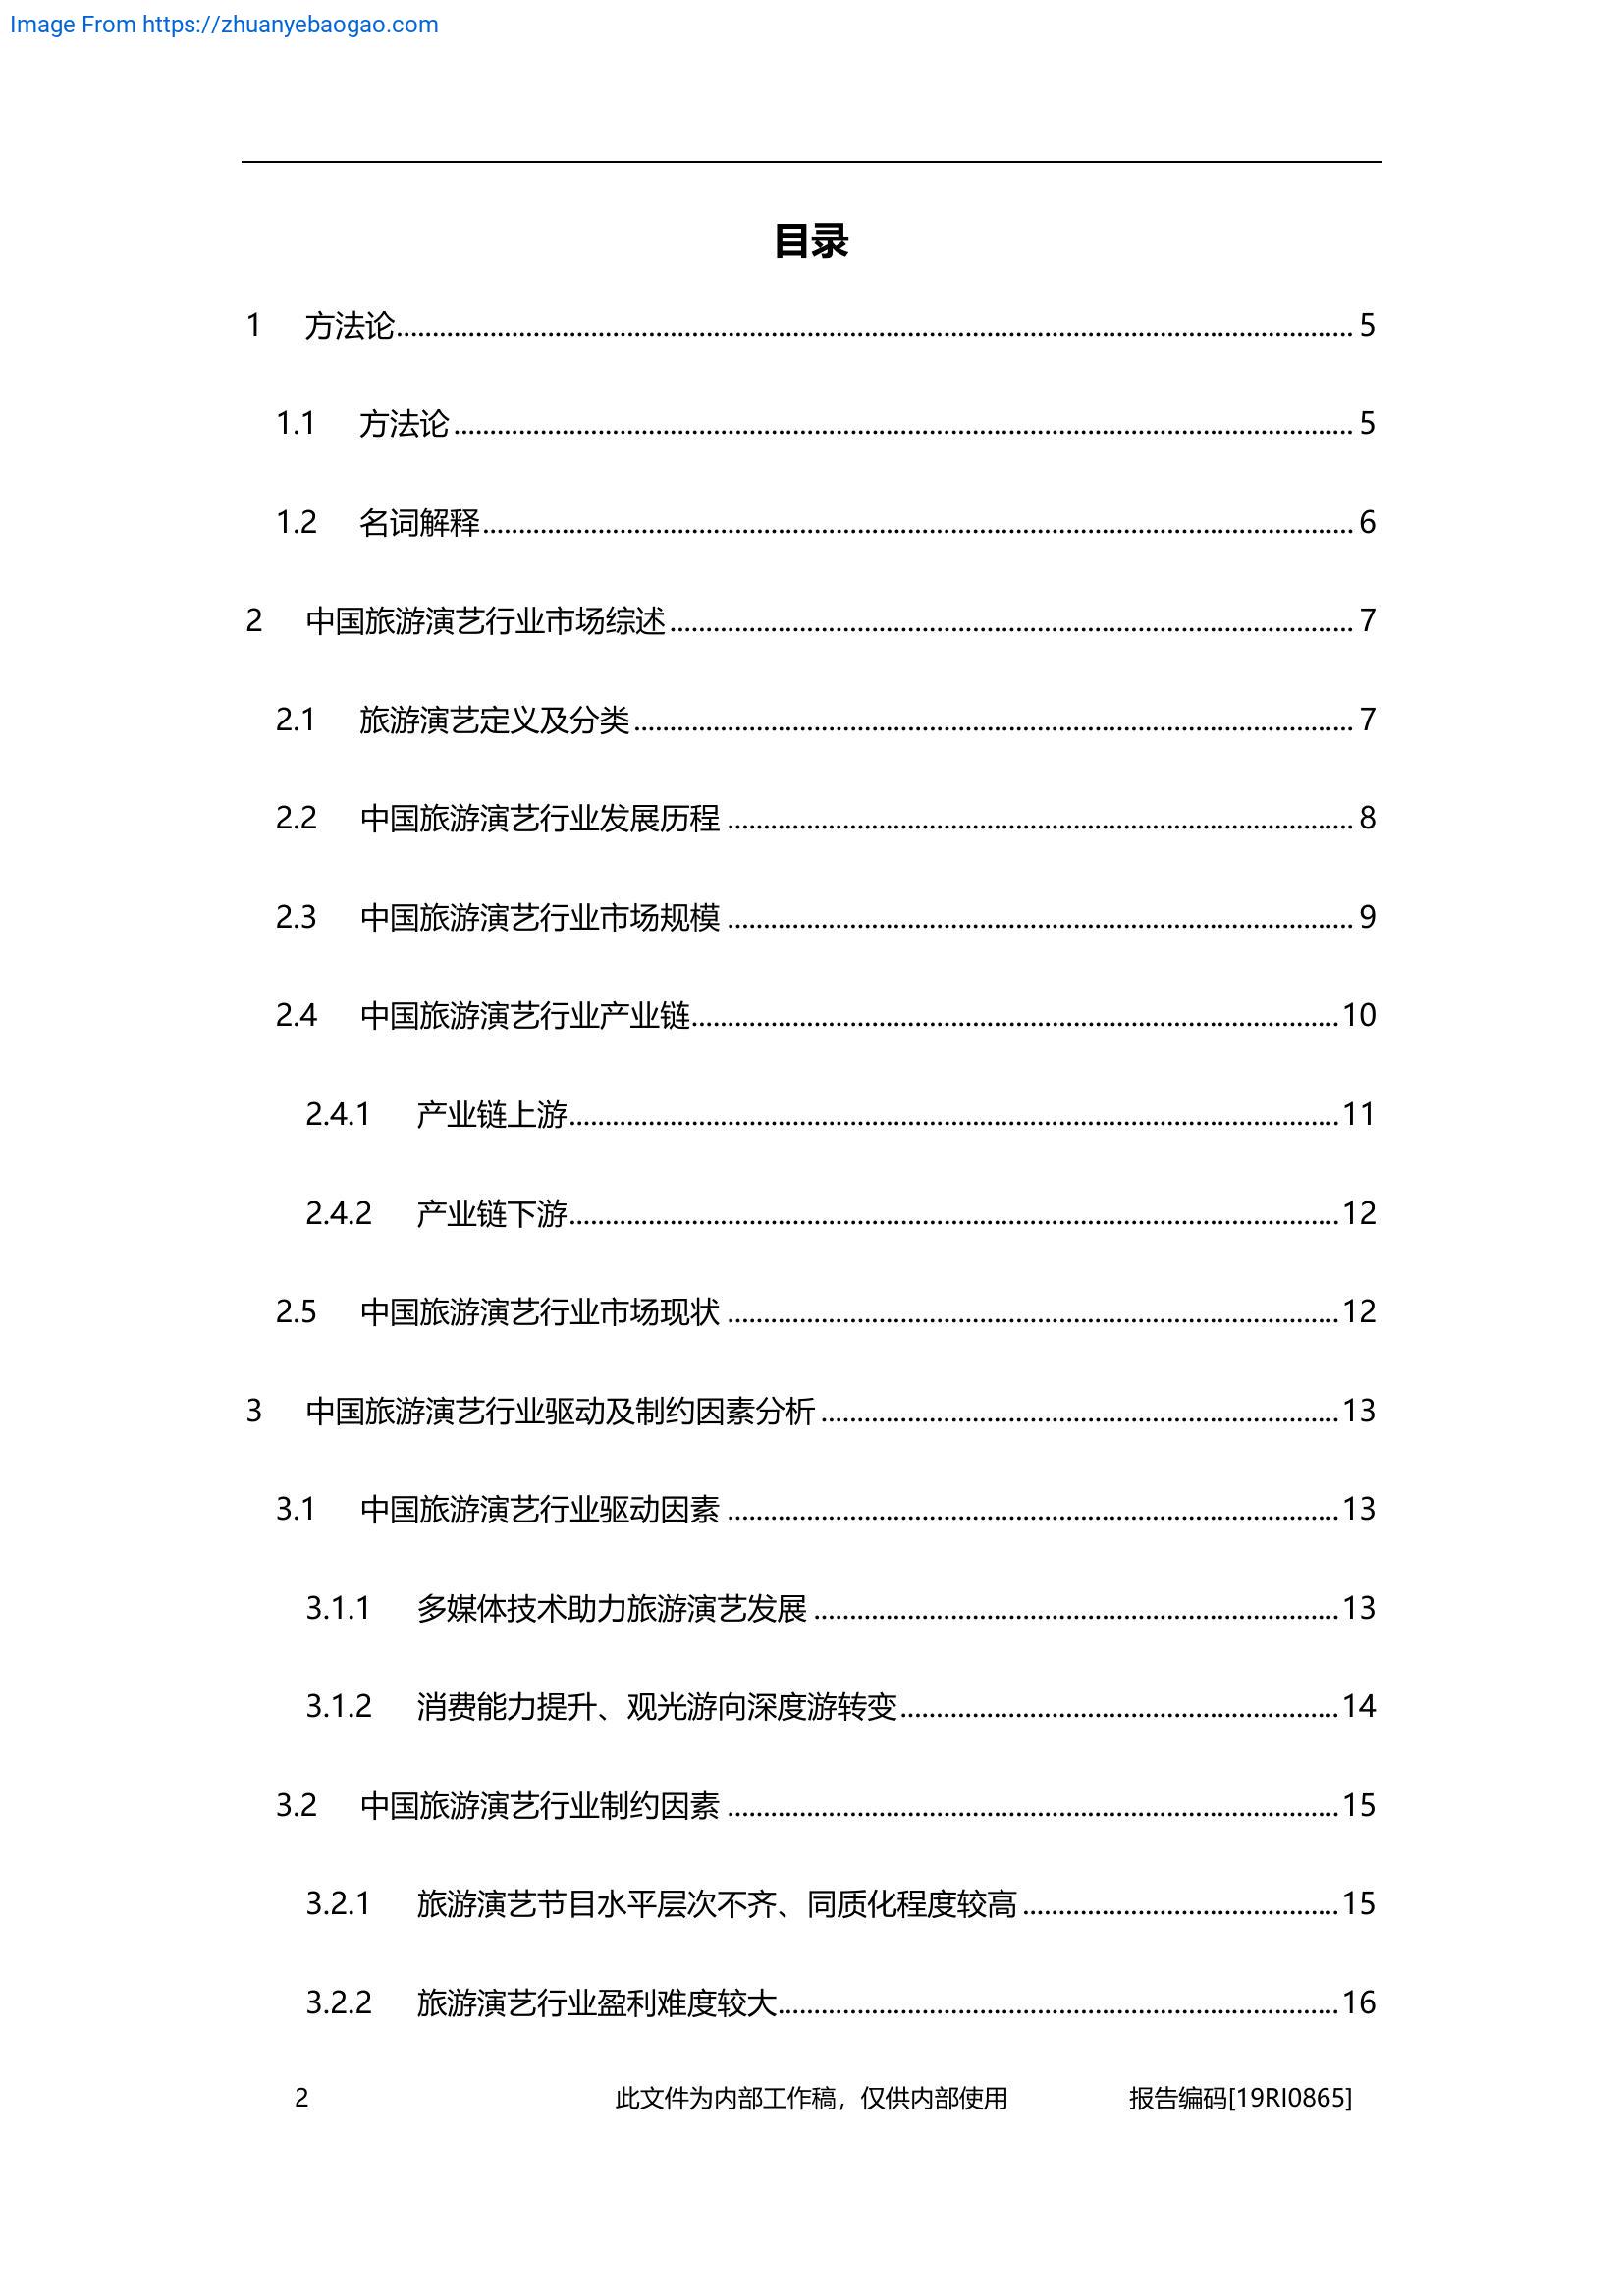 Image From https://zhuanyebaogao.com
目录
1 方法论........................................ 5
1.1 方法论........................................ 5
1.2 名词解释........................................ 6
2 中国旅游演艺行业市场综述........................................ 7
2.1 旅游演艺定义及分类........................................ 7
2.2 中国旅游演艺行业发展历程........................................ 8
2.3 中国旅游演艺行业市场规模........................................ 9
2.4 中国旅游演艺行业产业链........................................ 10
2.4.1 产业链上游........................................ 11
2.4.2 产业链下游........................................ 12
2.5 中国旅游演艺行业市场现状........................................ 12
3 中国旅游演艺行业驱动及制约因素分析........................................ 13
3.1 中国旅游演艺行业驱动因素........................................ 13
3.1.1 多媒体技术助力旅游演艺发展........................................ 13
3.1.2 消费能力提升、观光游向深度游转变........................................ 14
3.2 中国旅游演艺行业制约因素........................................ 15
3.2.1 旅游演艺节目水平层次不齐、同质化程度较高........................................ 15
3.2.2 旅游演艺行业盈利难度较大........................................ 16
2 此文件为内部工作稿，仅供内部使用 报告编码[19RI0865]